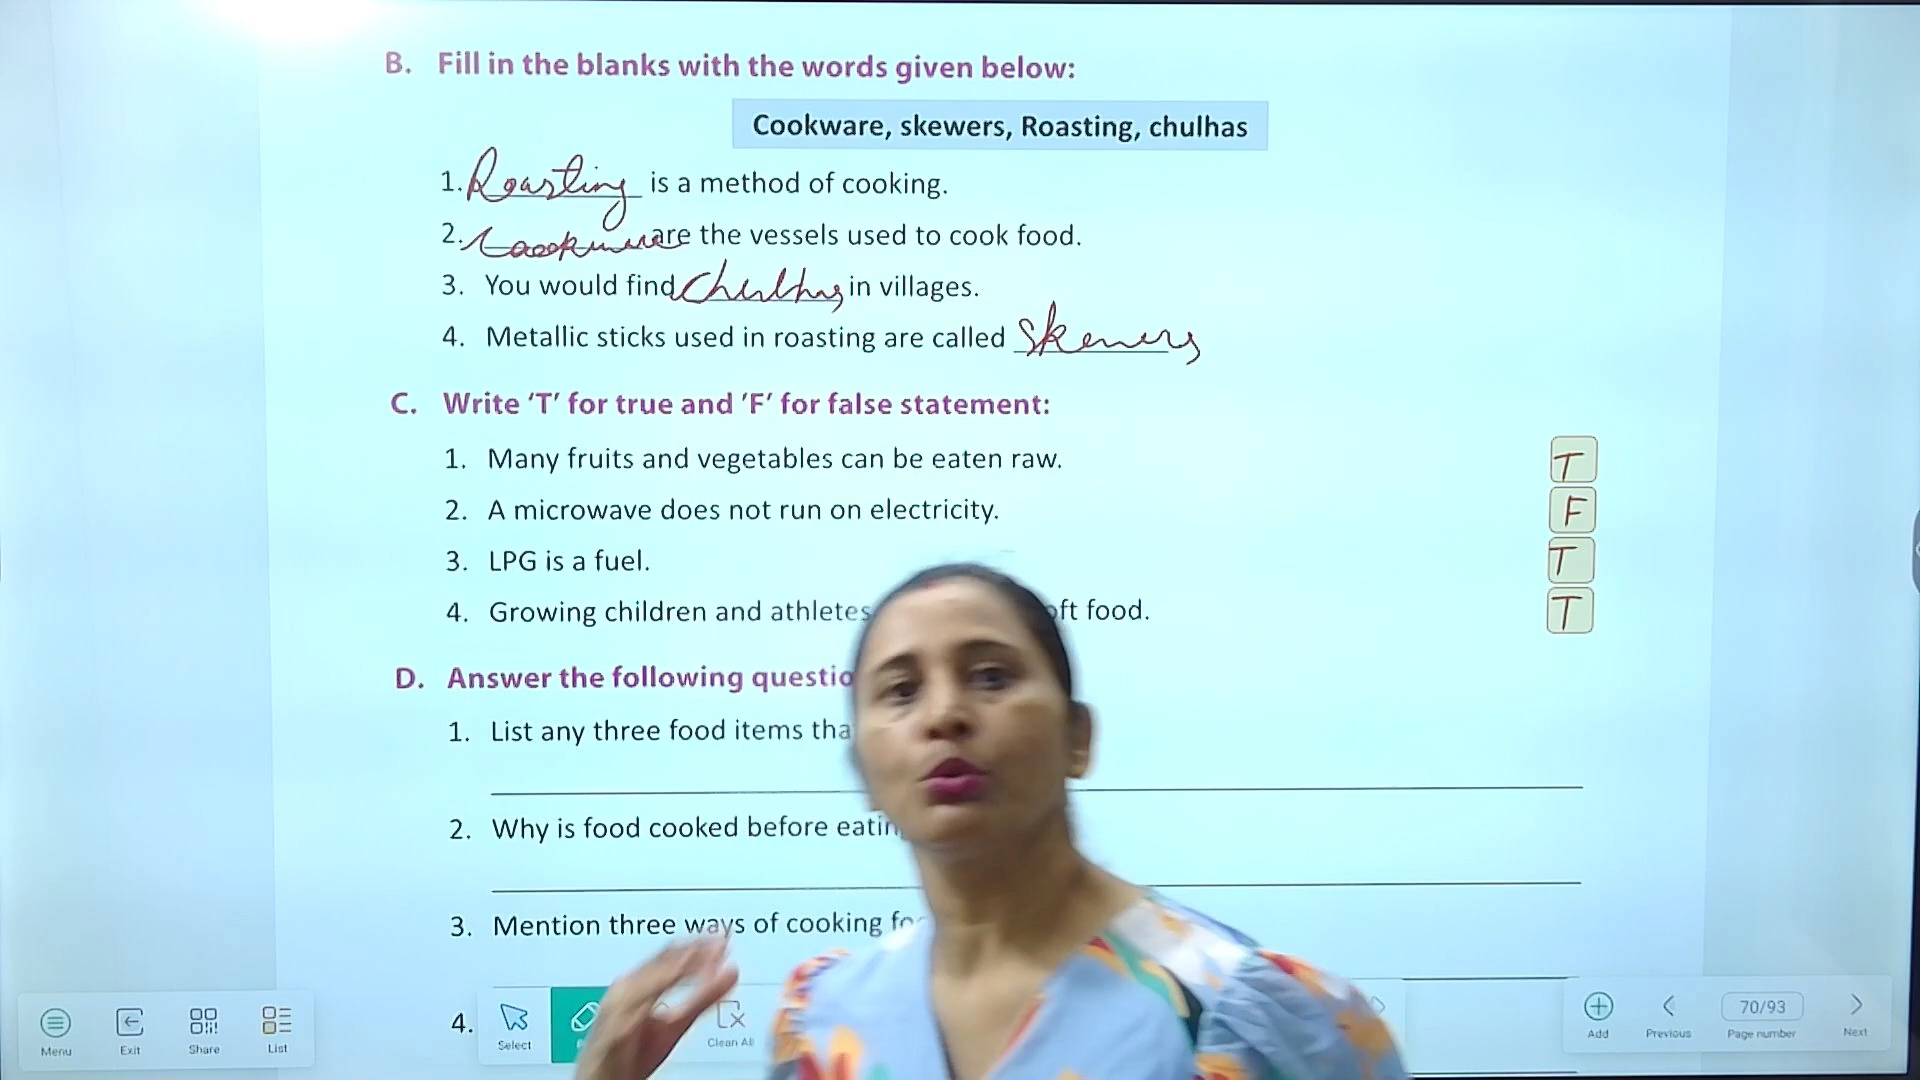 B. Fill in the blanks with the words given below:
Cookware, skewers, Roasting, chulhas
1. Roasting is a method of cooking.
2. Cookware are the vessels used to cook food.
3. You would find chulhas in villages.
4. Metallic sticks used in roasting are called skewers
C. Write 'T' for true and 'F' for false statement:
1. Many fruits and vegetables can be eaten raw. T
2. A microwave does not run on electricity. F
3. LPG is a fuel. T
4. Growing children and athletes food. T
D. Answer the following
1. List any three food items
2. Why is food cooked before
3. Mention three ways of cooking
4.
Menu Exit Share List Select Clean All Add Previous 70/93 Page number Next